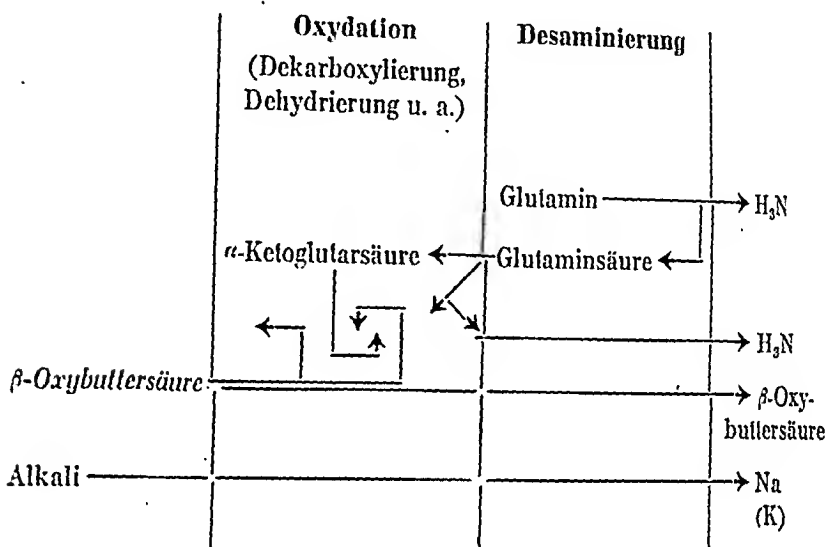 Oxydation
(Dekarboxylierung,
Dehydrierung u. a.)
Desaminierung
Glutamin
H₃N
α-Ketoglutarsäure
Glutaminsäure
H₃N
β-Oxybuttersäure
β-Oxy-
buttersäure
Alkali
Na
(K)